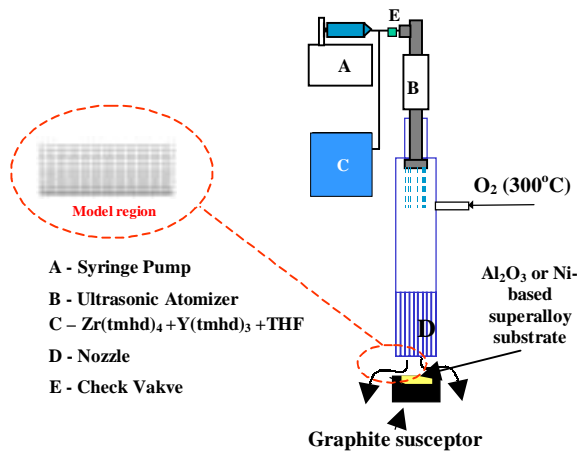 E
A
B
C
O₂ (300°C)
Model region
Al₂O₃ or Ni-
based
superalloy
substrate
A - Syringe Pump
B - Ultrasonic Atomizer
C – Zr(tmhd)₄ +Y(tmhd)₃ +THF
D - Nozzle
E - Check Vakve
D
Graphite susceptor